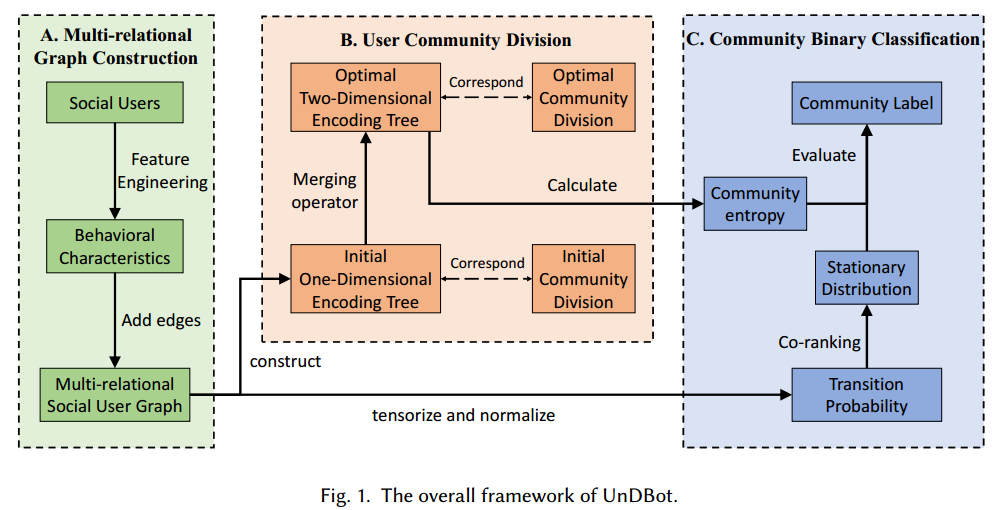 A. Multi-relational
Graph Construction
Social Users
Feature
Engineering
Behavioral
Characteristics
Add edges
Multi-relational
Social User Graph
B. User Community Division
Optimal
Two-Dimensional
Encoding Tree
Correspond
Optimal
Community
Division
Merging
operator
Calculate
Initial
One-Dimensional
Encoding Tree
Correspond
Initial
Community
Division
construct
tensorize and normalize
C. Community Binary Classification
Community Label
Evaluate
Community
entropy
Stationary
Distribution
Co-ranking
Transition
Probability
Fig. 1. The overall framework of UnDBot.